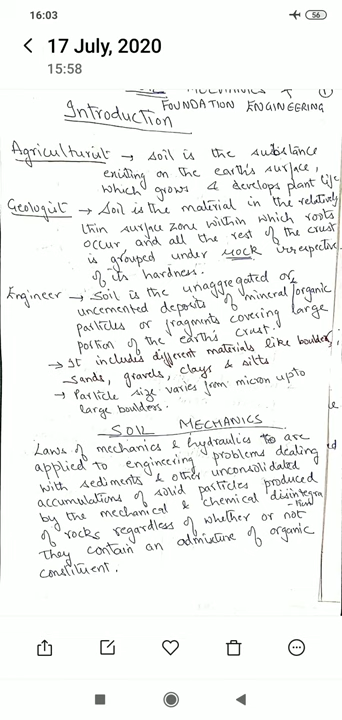 16:03
56
17 July, 2020
15:58
MECHANICS
1
FOUNDATION ENGINEERING
Introduction
Agriculturist → Soil is the substance
existing on the earth's surface,
which grows & develops plant life
Geologist → Soil is the material in the relatively
thin surface zone within which roots
occur and all the rest of the crust
is grouped under rock irrespective
of its hardness.
Engineer → Soil is the unaggregated or
uncemented deposits of mineral/organic
particles or fragments covering large
portion of the earth's crust.
→ It includes different materials like boulders,
sands, gravels, clays & silts
→ Particle size varies from micron upto
large boulders.
SOIL MECHANICS
Laws of mechanics & hydraulics to are
applied to engineering problems dealing
with sediments & other unconsolidated
accumulations of solid particles produced
by the mechanical & chemical disintegra
-tion
of rocks regardless of whether or not
They contain an admixture of organic
constituent.